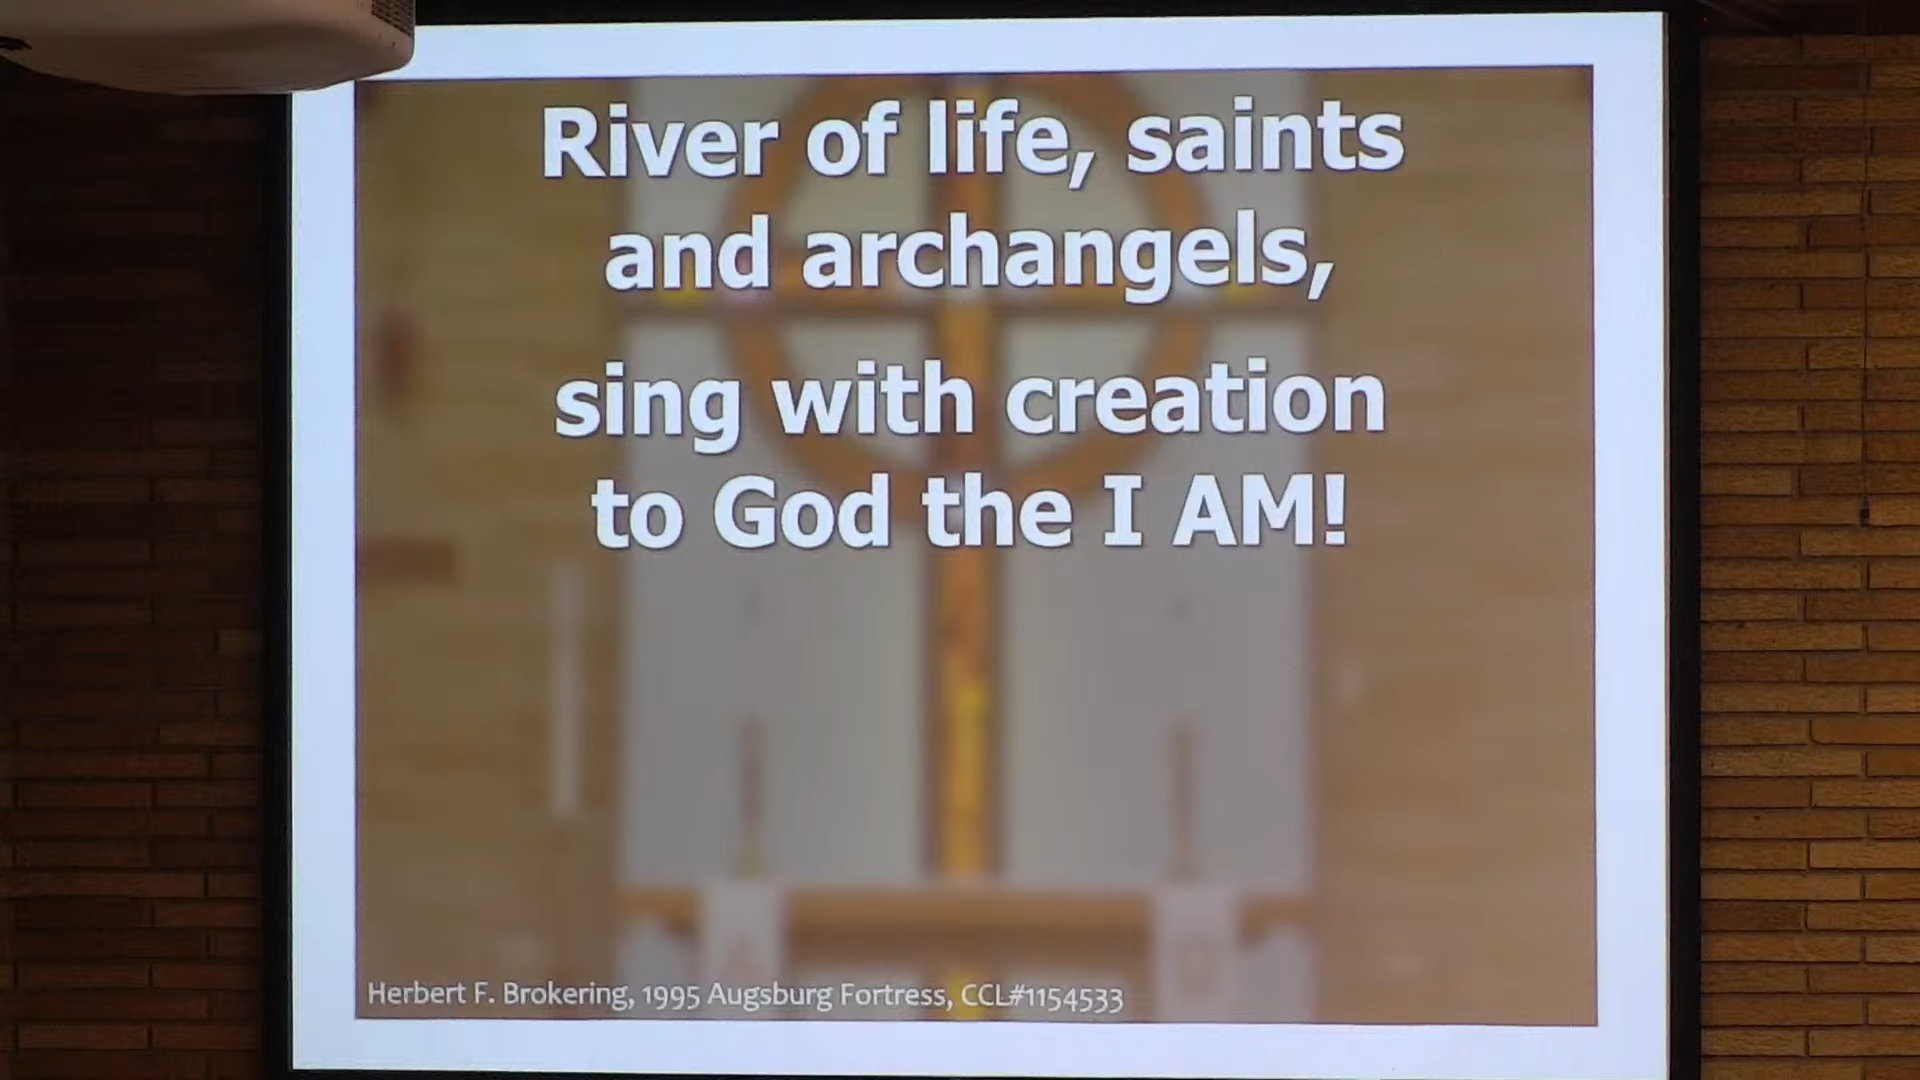 River of life, saints
and archangels,
sing with creation
to God the I AM!
Herbert F. Brokering, 1995 Augsburg Fortress, CCL#1154533